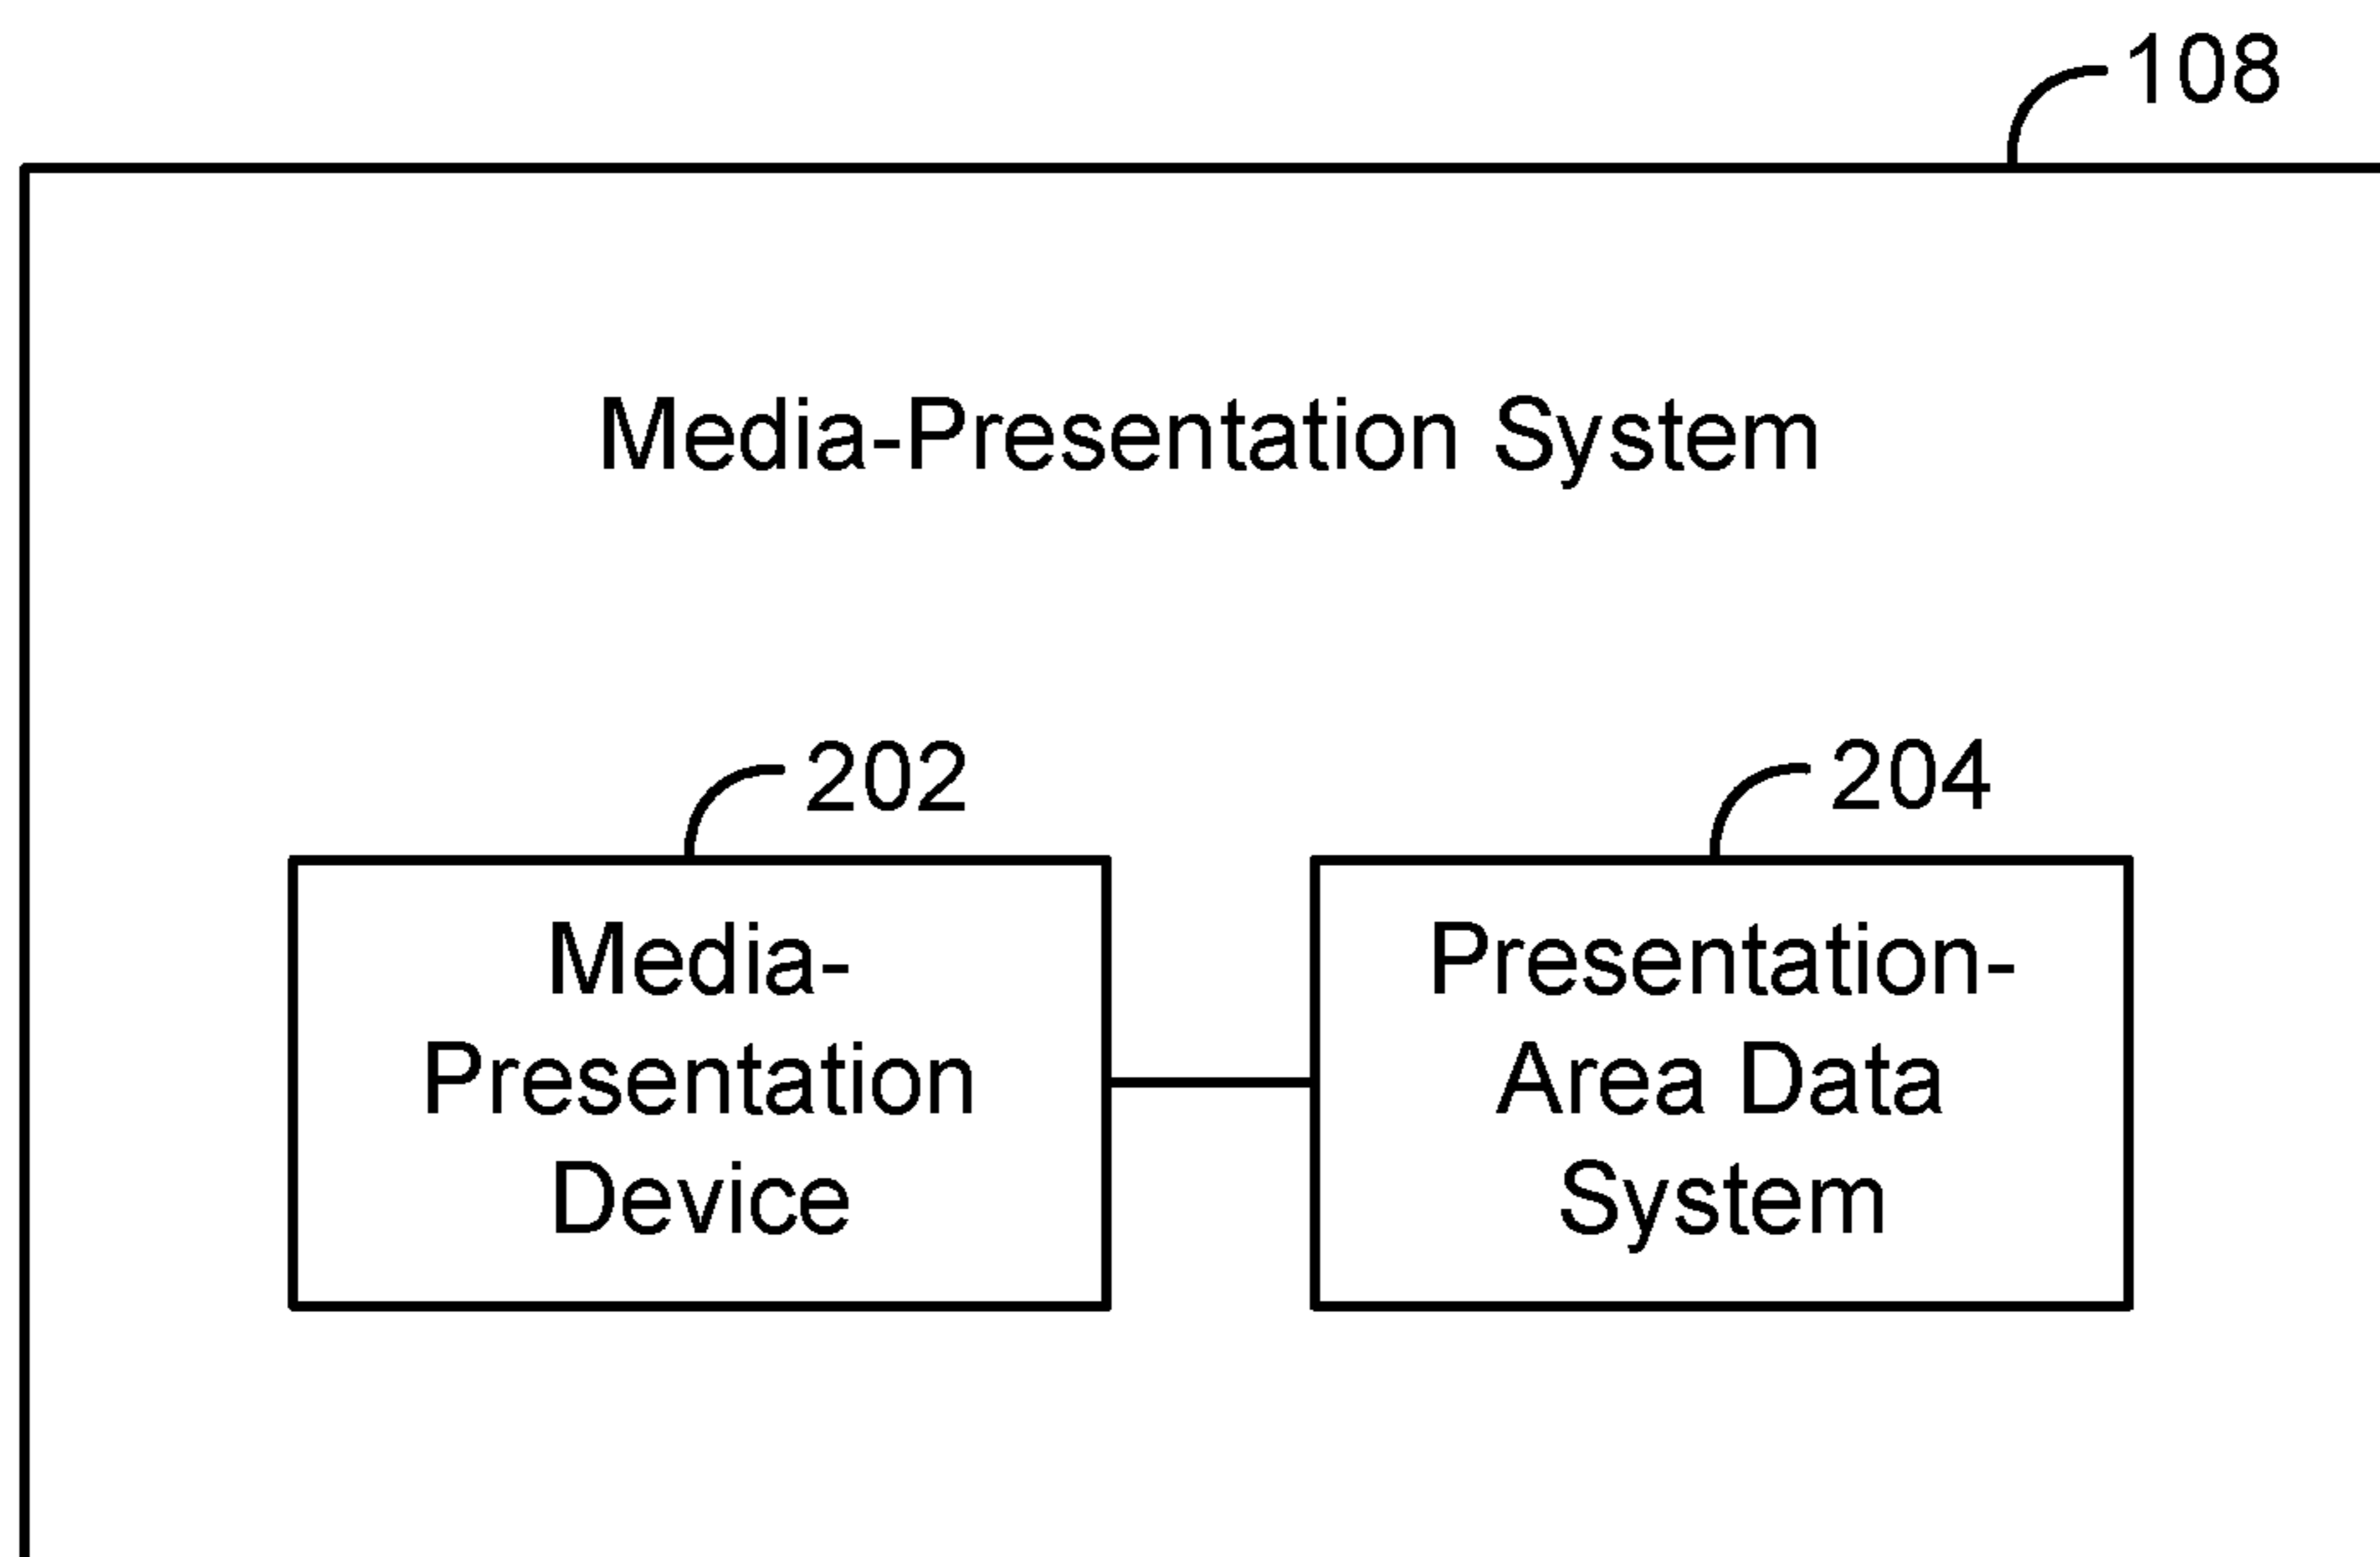 108
Media-Presentation System
202
204
Media-
Presentation
Device
Presentation-
Area Data
System